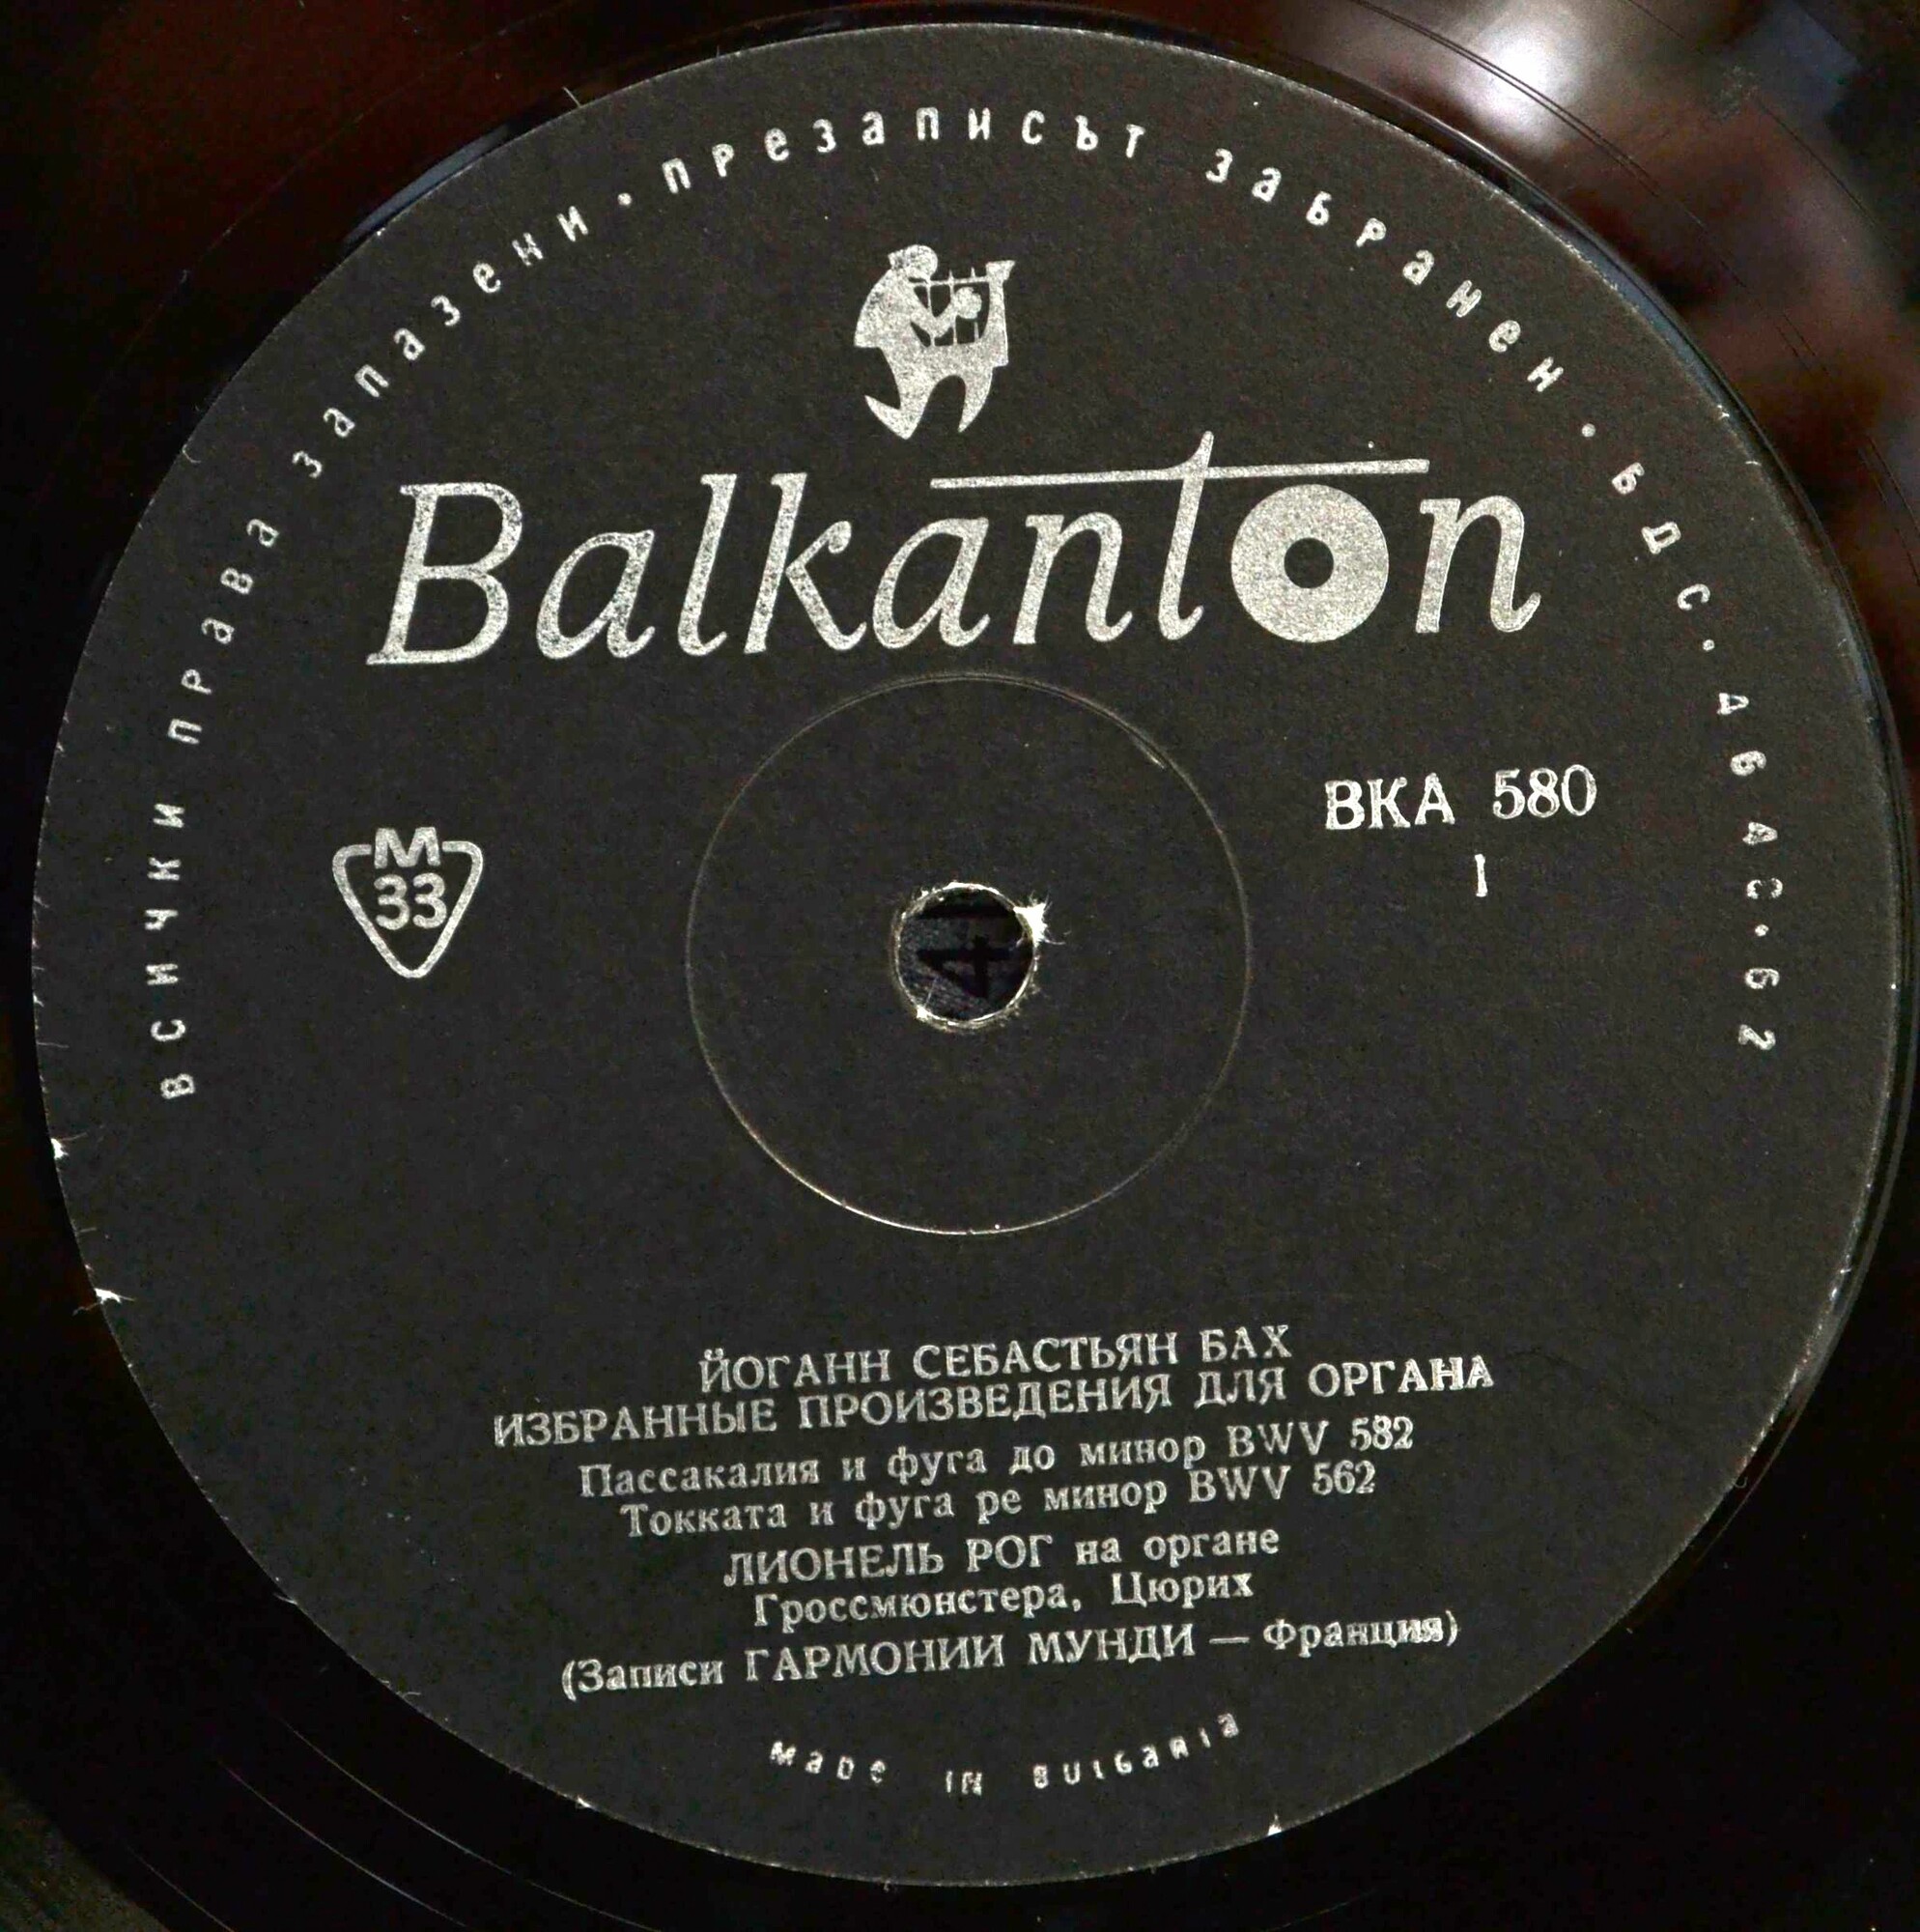 всички права запазени · презаписът забранен · БДС. 4646.62
Balkanton
М
33
ВКА 580
I
ЙОГАНН СЕБАСТЬЯН БАХ
ИЗБРАННЫЕ ПРОИЗВЕДЕНИЯ ДЛЯ ОРГАНА
Пассакалия и фуга до минор BWV 582
Токката и фуга ре минор BWV 562
ЛИОНЕЛЬ РОГ на органе
Гроссмюнстера, Цюрих
(Записи ГАРМОНИИ МУНДИ — Франция)
MaDe IN BULGaRIa